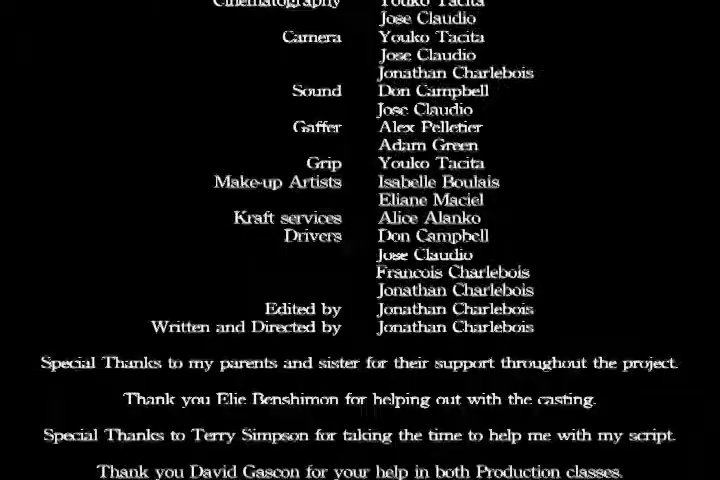 Cinematography Youko Tacita
Jose Claudio
Camera Youko Tacita
Jose Claudio
Jonathan Charlebois
Sound Don Campbell
Jose Claudio
Gaffer Alex Pelletier
Adam Green
Grip Youko Tacita
Make-up Artists Isabelle Boulais
Eliane Maciel
Kraft services Alice Alanko
Drivers Don Campbell
Jose Claudio
Francois Charlebois
Jonathan Charlebois
Edited by Jonathan Charlebois
Written and Directed by Jonathan Charlebois
Special Thanks to my parents and sister for their support throughout the project.
Thank you Elie Benshimon for helping out with the casting.
Special Thanks to Terry Simpson for taking the time to help me with my script.
Thank you David Gascon for your help in both Production classes.